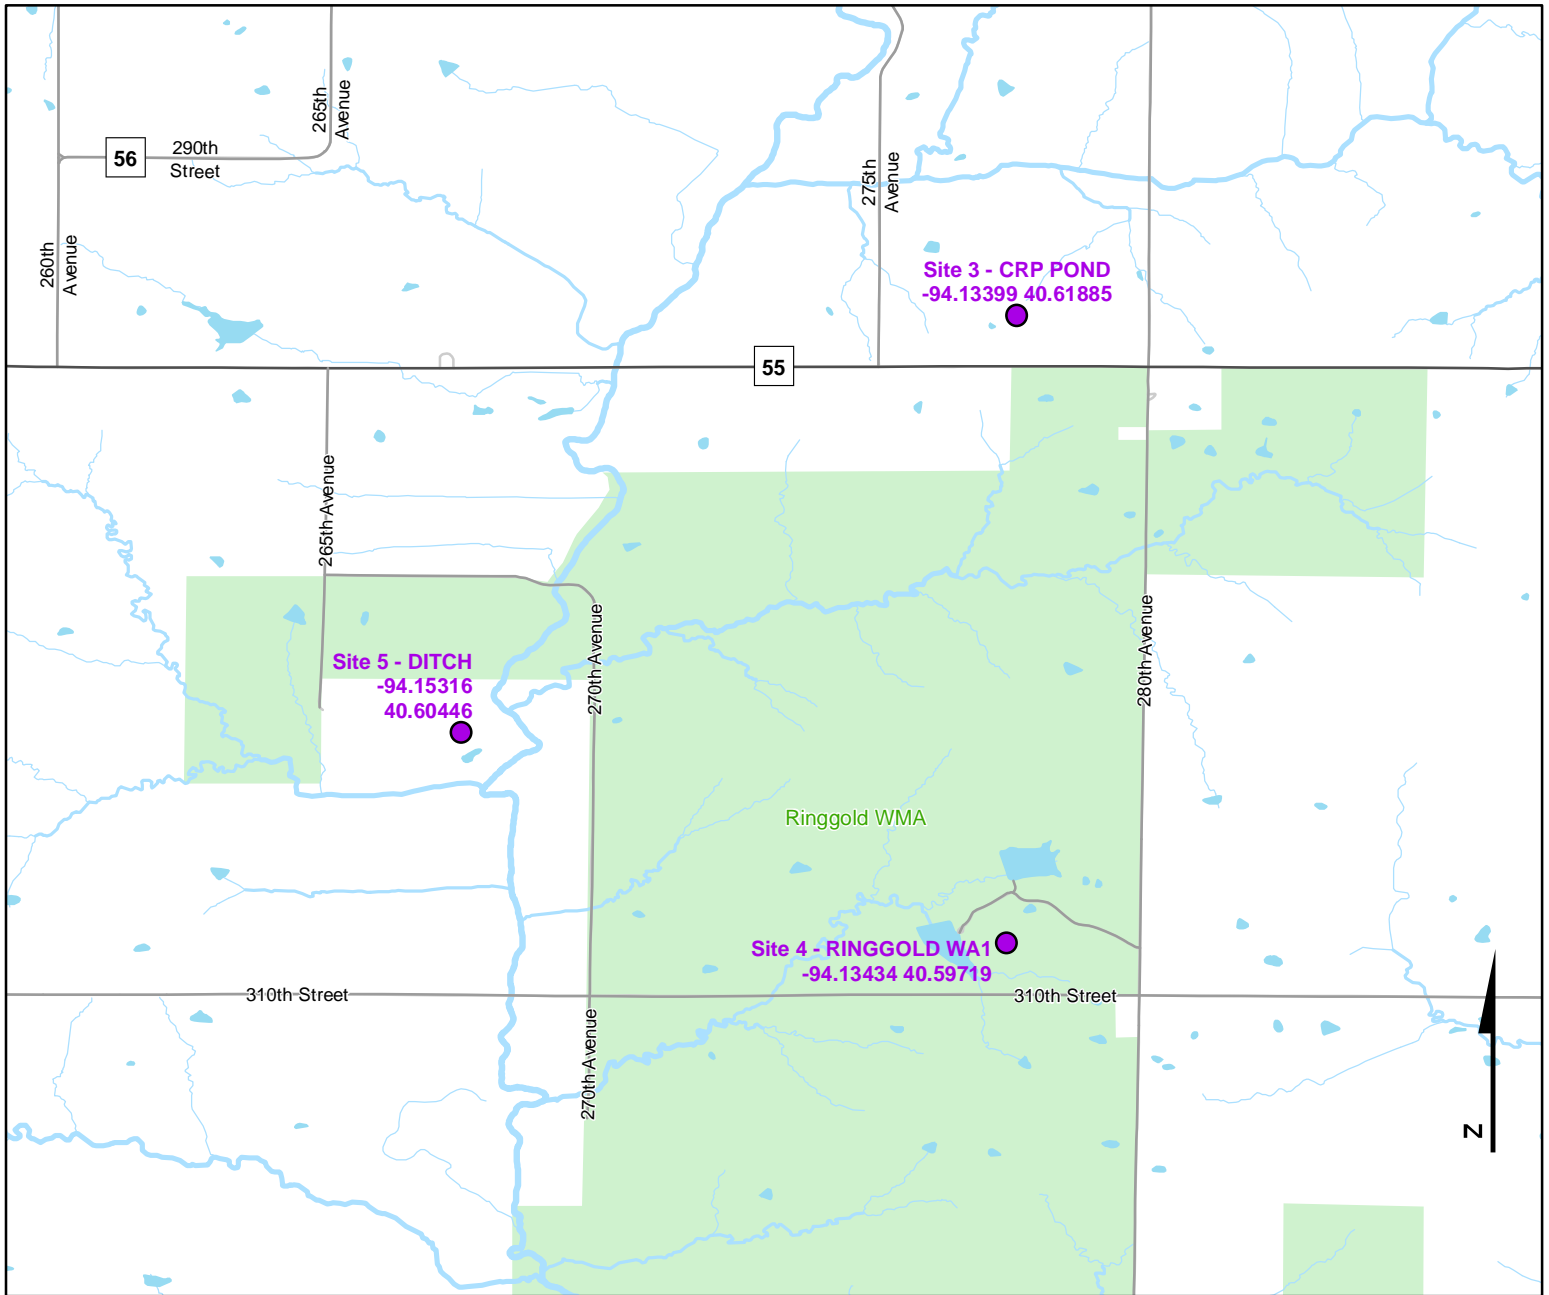 265th
Avenue
56
290th
Street
275th
Avenue
260th
Avenue
Site 3 - CRP POND
-94.13399 40.61885
55
265th Avenue
270th Avenue
280th Avenue
Site 5 - DITCH
-94.15316
40.60446
Ringgold WMA
Site 4 - RINGGOLD WA1
-94.13434 40.59719
310th Street
310th Street
270th Avenue
N